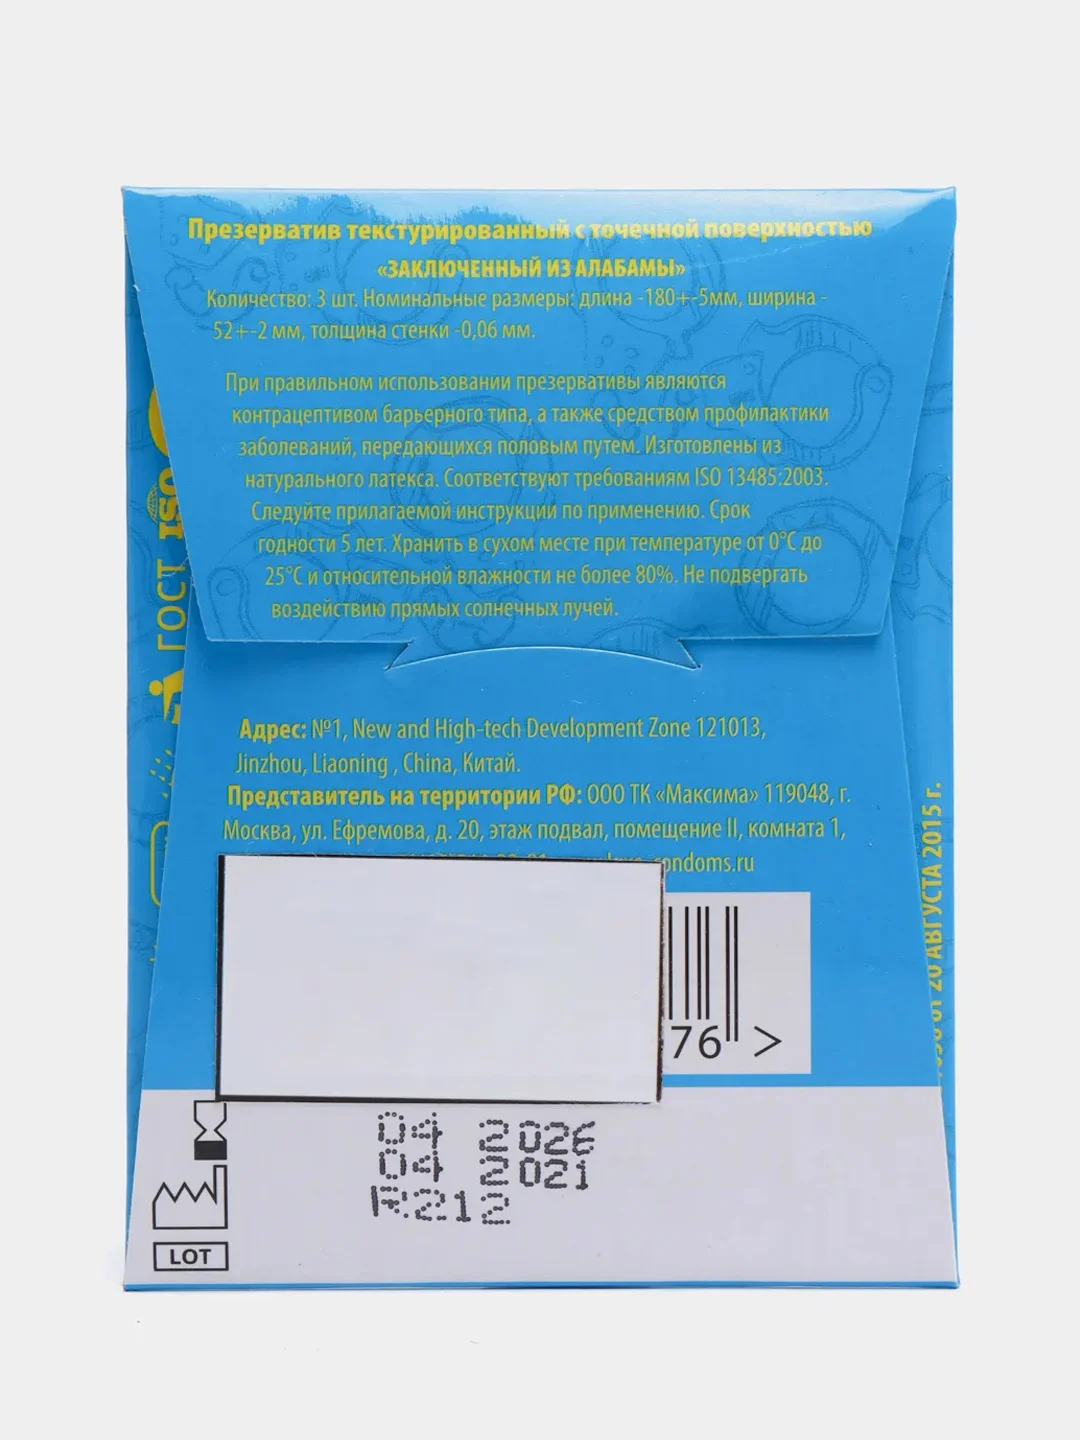 Презерватив текстурированный с точечной поверхностью
«ЗАКЛЮЧЕННЫЙ ИЗ АЛАБАМЫ»
Количество: 3 шт. Номинальные размеры: длина -180+-5мм, ширина -
52+-2 мм, толщина стенки -0,06 мм.
При правильном использовании презервативы являются
контрацептивом барьерного типа, а также средством профилактики
заболеваний, передающихся половым путем. Изготовлены из
натурального латекса. Соответствуют требованиям ISO 13485:2003.
Следуйте прилагаемой инструкции по применению. Срок
годности 5 лет. Хранить в сухом месте при температуре от 0°С до
25°С и относительной влажности не более 80%. Не подвергать
воздействию прямых солнечных лучей.
ГОСТ ISO
Адрес: №1, New and High-tech Development Zone 121013,
Jinzhou, Liaoning , China, Китай.
Представитель на территории РФ: ООО ТК «Максима» 119048, г.
Москва, ул. Ефремова, д. 20, этаж подвал, помещение II, комната 1,
ondoms.ru
от 20 АВГУСТА 2015 г.
76 >
04 2026
04 2021
R212
LOT